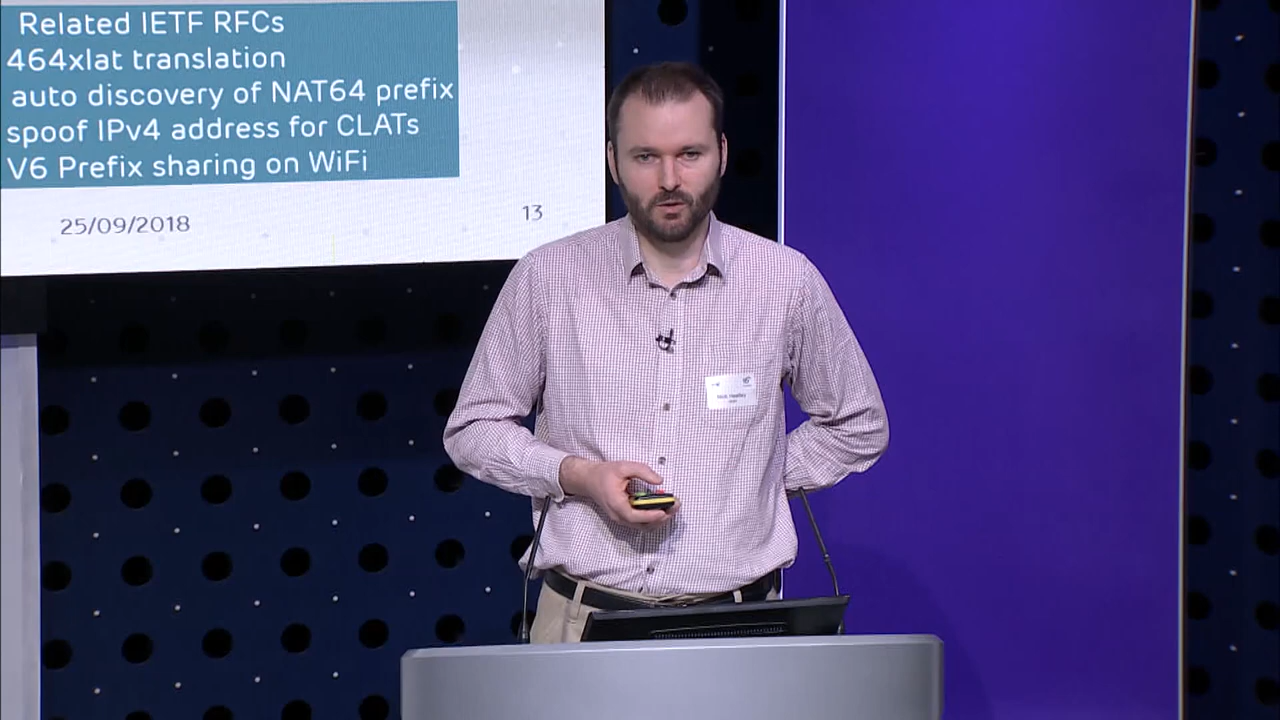 Related IETF RFCs
464xlat translation
auto discovery of NAT64 prefix
spoof IPv4 address for CLATs
V6 Prefix sharing on WiFi
25/09/2018
13